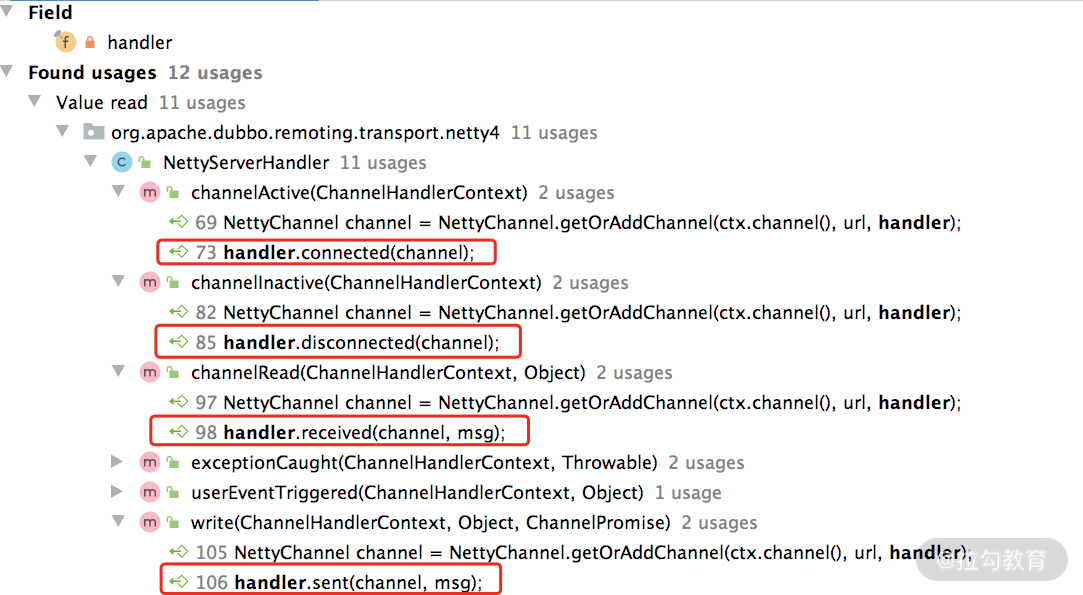 Field
f handler
Found usages 12 usages
Value read 11 usages
org.apache.dubbo.remoting.transport.netty4 11 usages
C NettyServerHandler 11 usages
m channelActive(ChannelHandlerContext) 2 usages
69 NettyChannel channel = NettyChannel.getOrAddChannel(ctx.channel(), url, handler);
73 handler.connected(channel);
m channelInactive(ChannelHandlerContext) 2 usages
82 NettyChannel channel = NettyChannel.getOrAddChannel(ctx.channel(), url, handler);
85 handler.disconnected(channel);
m channelRead(ChannelHandlerContext, Object) 2 usages
97 NettyChannel channel = NettyChannel.getOrAddChannel(ctx.channel(), url, handler);
98 handler.received(channel, msg);
m exceptionCaught(ChannelHandlerContext, Throwable) 2 usages
m userEventTriggered(ChannelHandlerContext, Object) 1 usage
m write(ChannelHandlerContext, Object, ChannelPromise) 2 usages
105 NettyChannel channel = NettyChannel.getOrAddChannel(ctx.channel(), url, handler);
@拉勾教育
106 handler.sent(channel, msg);